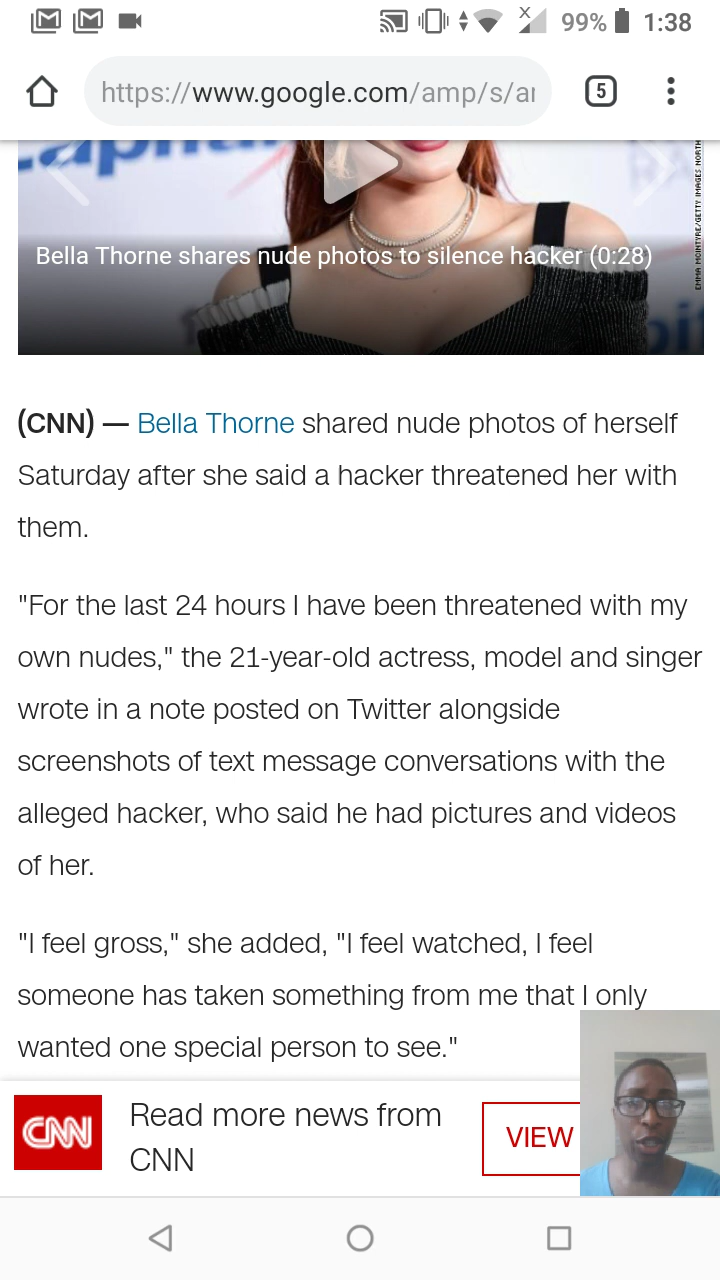 99% 1:38
https://www.google.com/amp/s/ar
5
EMMA MCINTYRE/GETTY IMAGES NORTH
Bella Thorne shares nude photos to silence hacker (0:28)
(CNN) — Bella Thorne shared nude photos of herself
Saturday after she said a hacker threatened her with
them.
"For the last 24 hours I have been threatened with my
own nudes," the 21-year-old actress, model and singer
wrote in a note posted on Twitter alongside
screenshots of text message conversations with the
alleged hacker, who said he had pictures and videos
of her.
"I feel gross," she added, "I feel watched, I feel
someone has taken something from me that I only
wanted one special person to see."
CNN
Read more news from
CNN
VIEW